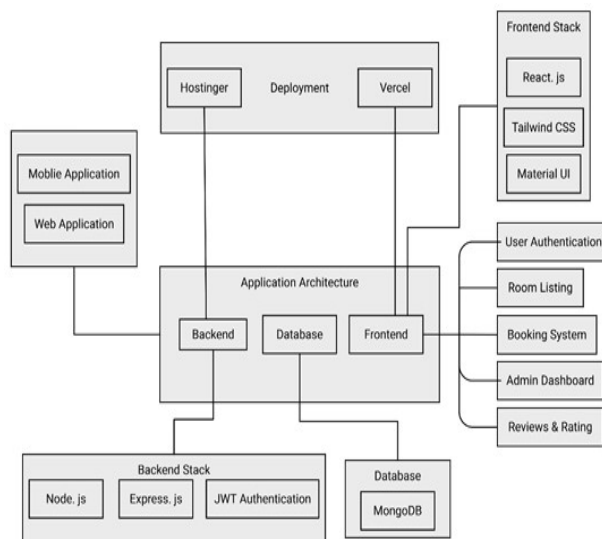 Frontend Stack
React. js
Tailwind CSS
Material UI
Hostinger
Deployment
Vercel
Moblie Application
Web Application
Application Architecture
Backend
Database
Frontend
User Authentication
Room Listing
Booking System
Admin Dashboard
Reviews & Rating
Backend Stack
Node. js
Express. js
JWT Authentication
Database
MongoDB